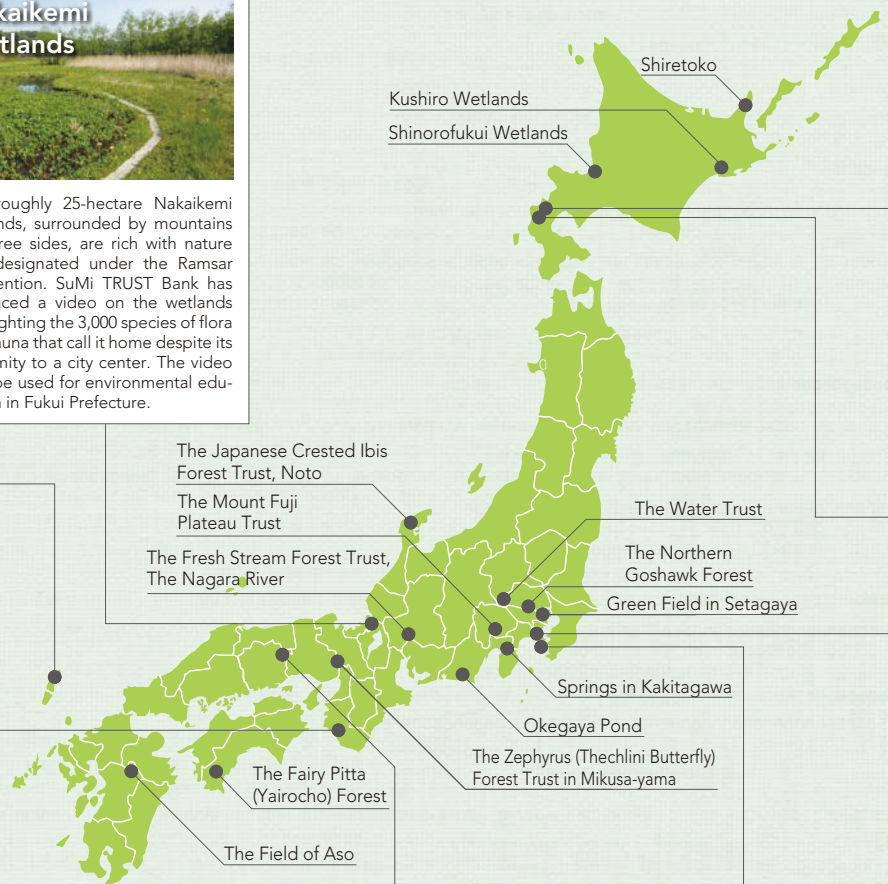 kaikemi
tlands
roughly 25-hectare Nakaikemi
nds, surrounded by mountains
ree sides, are rich with nature
designated under the Ramsar
ention. SuMi TRUST Bank has
ced a video on the wetlands
ghting the 3,000 species of flora
auna that call it home despite its
mity to a city center. The video
be used for environmental edu-
n in Fukui Prefecture.
Shiretoko
Kushiro Wetlands
Shinorofukui Wetlands
The Japanese Crested Ibis
Forest Trust, Noto
The Mount Fuji
Plateau Trust
The Fresh Stream Forest Trust,
The Nagara River
The Water Trust
The Northern
Goshawk Forest
Green Field in Setagaya
Springs in Kakitagawa
Okegaya Pond
The Zephyrus (Thechlini Butterfly)
Forest Trust in Mikusa-yama
The Fairy Pitta
(Yairocho) Forest
The Field of Aso